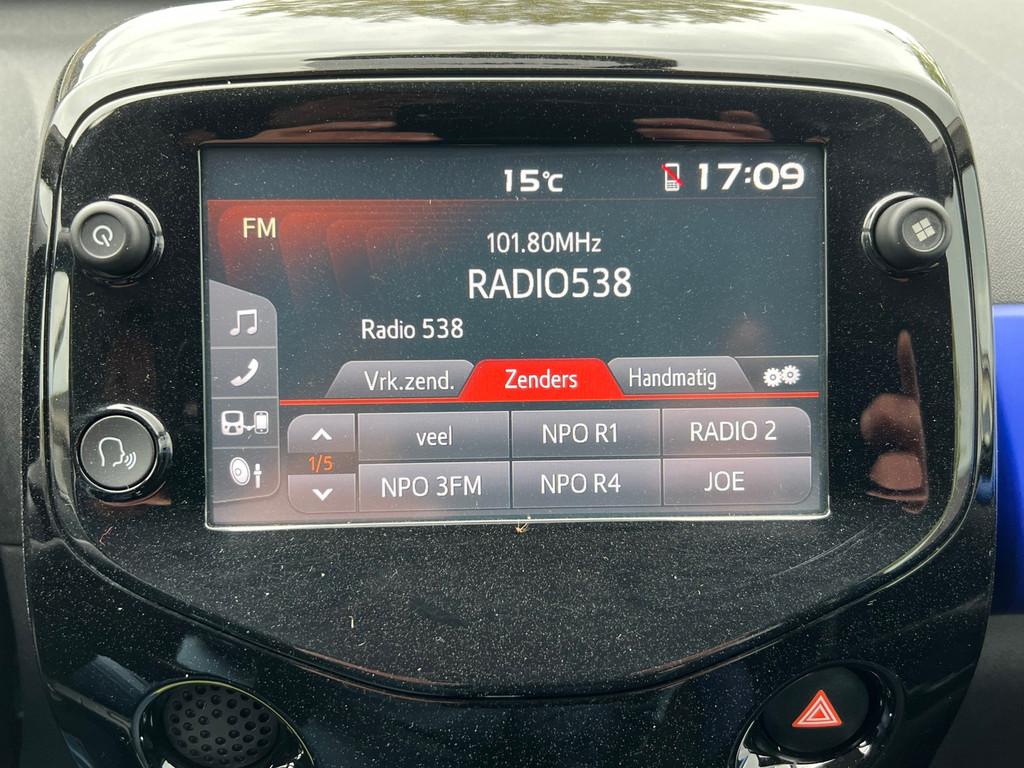 15°C 17:09
FM
101.80MHz
RADIO538
Radio 538
Vrk.zend. Zenders Handmatig
veel NPO R1 RADIO 2
1/5
NPO 3FM NPO R4 JOE